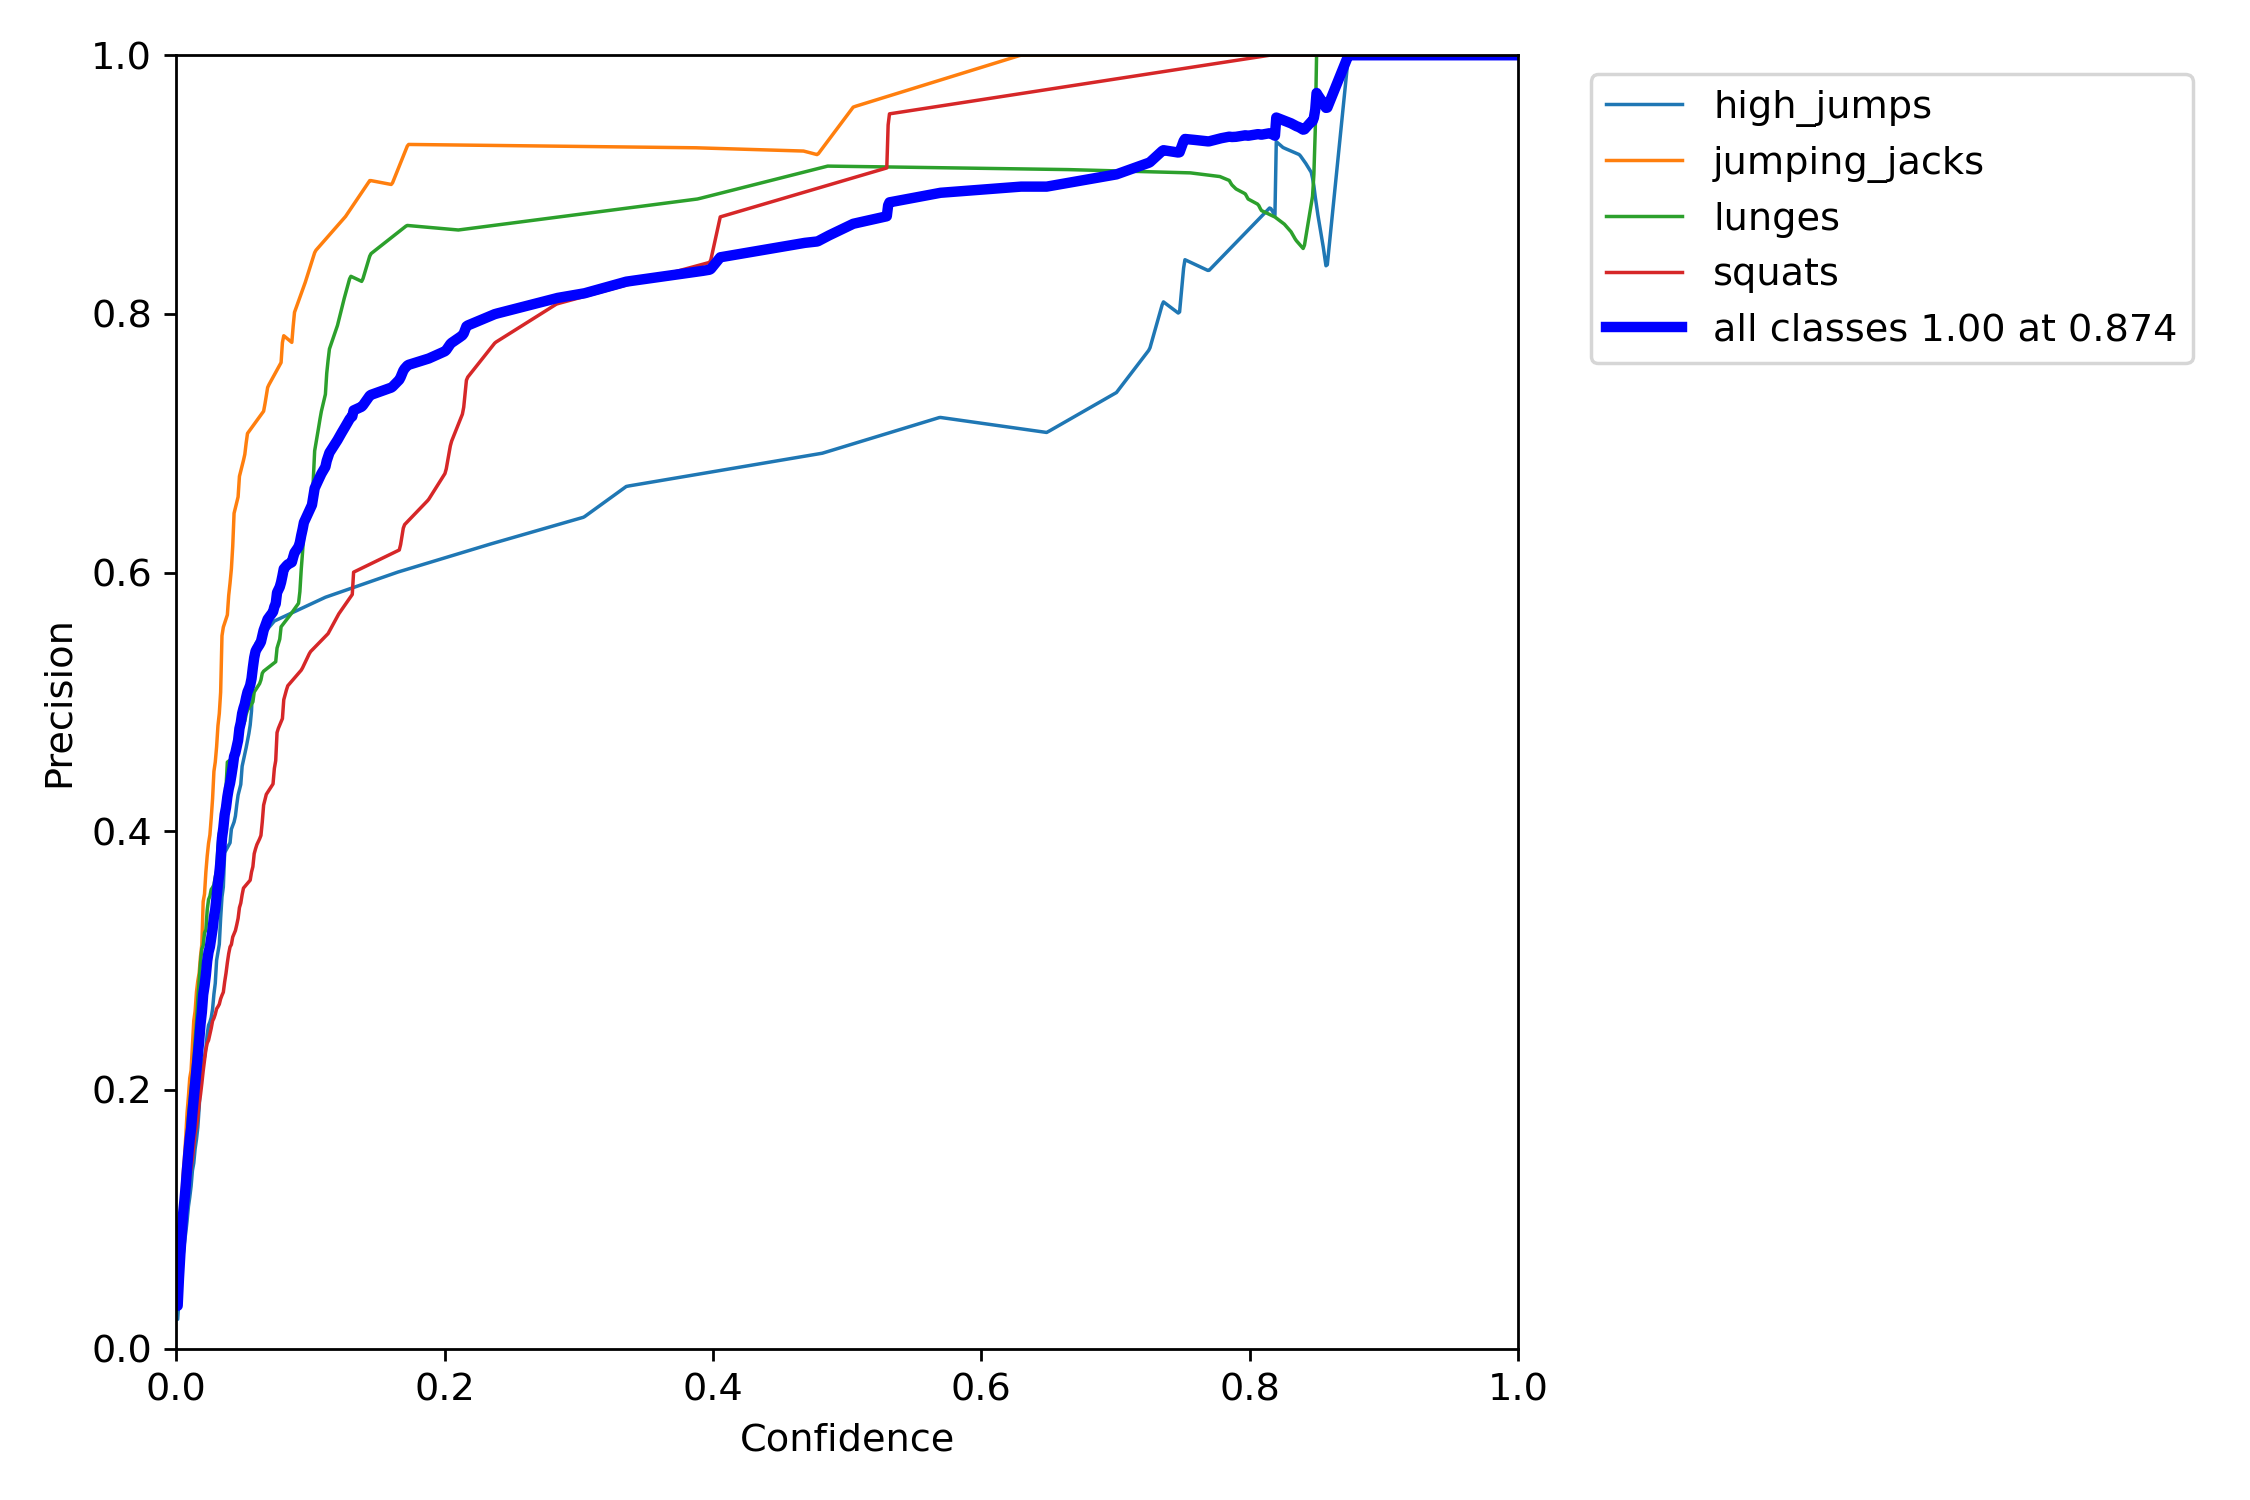 1.0
0.8
0.6
0.4
0.2
0.0
Precision
0.0 0.2 0.4 0.6 0.8 1.0
Confidence
high_jumps
jumping_jacks
lunges
squats
all classes 1.00 at 0.874